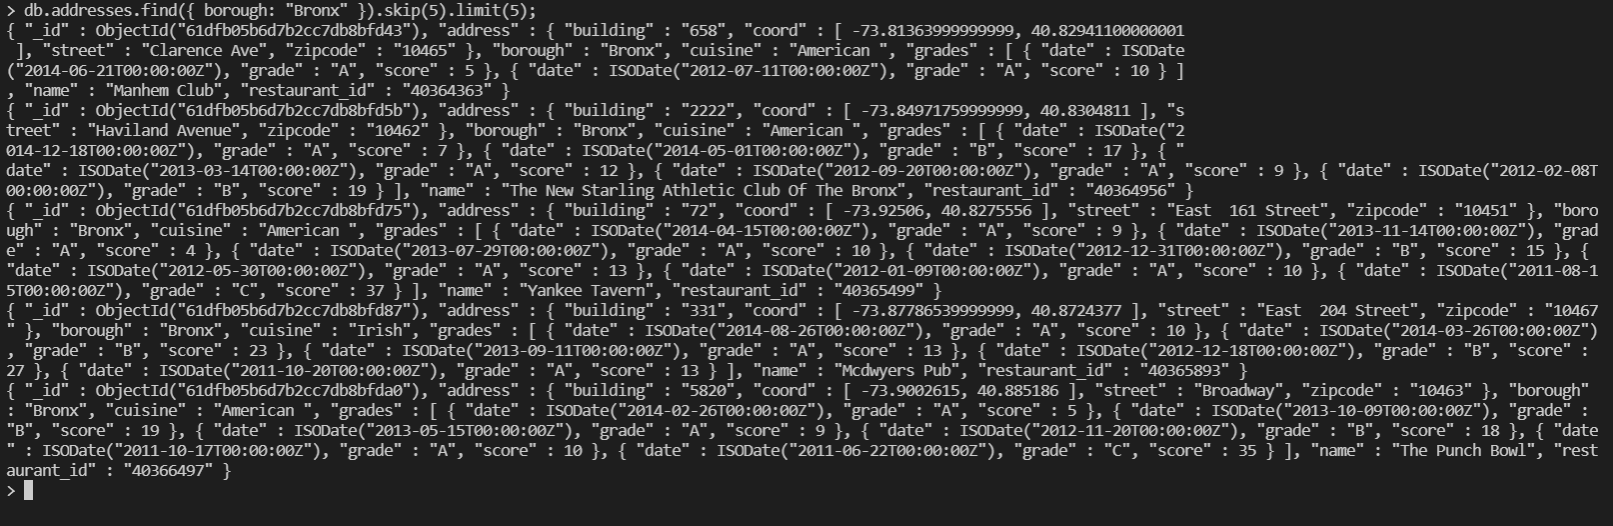 > db.addresses.find({ borough: "Bronx" }).skip(5).limit(5);
{ "_id" : ObjectId("61dfb05b6d7b2cc7db8bfd43"), "address" : { "building" : "658", "coord" : [ -73.81363999999999, 40.82941100000001
 ], "street" : "Clarence Ave", "zipcode" : "10465" }, "borough" : "Bronx", "cuisine" : "American ", "grades" : [ { "date" : ISODate
("2014-06-21T00:00:00Z"), "grade" : "A", "score" : 5 }, { "date" : ISODate("2012-07-11T00:00:00Z"), "grade" : "A", "score" : 10 } ]
, "name" : "Manhem Club", "restaurant_id" : "40364363" }
{ "_id" : ObjectId("61dfb05b6d7b2cc7db8bfd5b"), "address" : { "building" : "2222", "coord" : [ -73.84971759999999, 40.8304811 ], "s
treet" : "Haviland Avenue", "zipcode" : "10462" }, "borough" : "Bronx", "cuisine" : "American ", "grades" : [ { "date" : ISODate("2
014-12-18T00:00:00Z"), "grade" : "A", "score" : 7 }, { "date" : ISODate("2014-05-01T00:00:00Z"), "grade" : "B", "score" : 17 }, { "
date" : ISODate("2013-03-14T00:00:00Z"), "grade" : "A", "score" : 12 }, { "date" : ISODate("2012-09-20T00:00:00Z"), "grade" : "A", "score" : 9 }, { "date" : ISODate("2012-02-08T
00:00:00Z"), "grade" : "B", "score" : 19 } ], "name" : "The New Starling Athletic Club Of The Bronx", "restaurant_id" : "40364956" }
{ "_id" : ObjectId("61dfb05b6d7b2cc7db8bfd75"), "address" : { "building" : "72", "coord" : [ -73.92506, 40.8275556 ], "street" : "East  161 Street", "zipcode" : "10451" }, "boro
ugh" : "Bronx", "cuisine" : "American ", "grades" : [ { "date" : ISODate("2014-04-15T00:00:00Z"), "grade" : "A", "score" : 9 }, { "date" : ISODate("2013-11-14T00:00:00Z"), "grad
e" : "A", "score" : 4 }, { "date" : ISODate("2013-07-29T00:00:00Z"), "grade" : "A", "score" : 10 }, { "date" : ISODate("2012-12-31T00:00:00Z"), "grade" : "B", "score" : 15 }, {
"date" : ISODate("2012-05-30T00:00:00Z"), "grade" : "A", "score" : 13 }, { "date" : ISODate("2012-01-09T00:00:00Z"), "grade" : "A", "score" : 10 }, { "date" : ISODate("2011-08-1
5T00:00:00Z"), "grade" : "C", "score" : 37 } ], "name" : "Yankee Tavern", "restaurant_id" : "40365499" }
{ "_id" : ObjectId("61dfb05b6d7b2cc7db8bfd87"), "address" : { "building" : "331", "coord" : [ -73.87786539999999, 40.8724377 ], "street" : "East  204 Street", "zipcode" : "10467
" }, "borough" : "Bronx", "cuisine" : "Irish", "grades" : [ { "date" : ISODate("2014-08-26T00:00:00Z"), "grade" : "A", "score" : 10 }, { "date" : ISODate("2014-03-26T00:00:00Z")
, "grade" : "B", "score" : 23 }, { "date" : ISODate("2013-09-11T00:00:00Z"), "grade" : "A", "score" : 13 }, { "date" : ISODate("2012-12-18T00:00:00Z"), "grade" : "B", "score" :
27 }, { "date" : ISODate("2011-10-20T00:00:00Z"), "grade" : "A", "score" : 13 } ], "name" : "Mcdwyers Pub", "restaurant_id" : "40365893" }
{ "_id" : ObjectId("61dfb05b6d7b2cc7db8bfda0"), "address" : { "building" : "5820", "coord" : [ -73.9002615, 40.885186 ], "street" : "Broadway", "zipcode" : "10463" }, "borough"
: "Bronx", "cuisine" : "American ", "grades" : [ { "date" : ISODate("2014-02-26T00:00:00Z"), "grade" : "A", "score" : 5 }, { "date" : ISODate("2013-10-09T00:00:00Z"), "grade" :
"B", "score" : 19 }, { "date" : ISODate("2013-05-15T00:00:00Z"), "grade" : "A", "score" : 9 }, { "date" : ISODate("2012-11-20T00:00:00Z"), "grade" : "B", "score" : 18 }, { "date
" : ISODate("2011-10-17T00:00:00Z"), "grade" : "A", "score" : 10 }, { "date" : ISODate("2011-06-22T00:00:00Z"), "grade" : "C", "score" : 35 } ], "name" : "The Punch Bowl", "rest
aurant_id" : "40366497" }
>